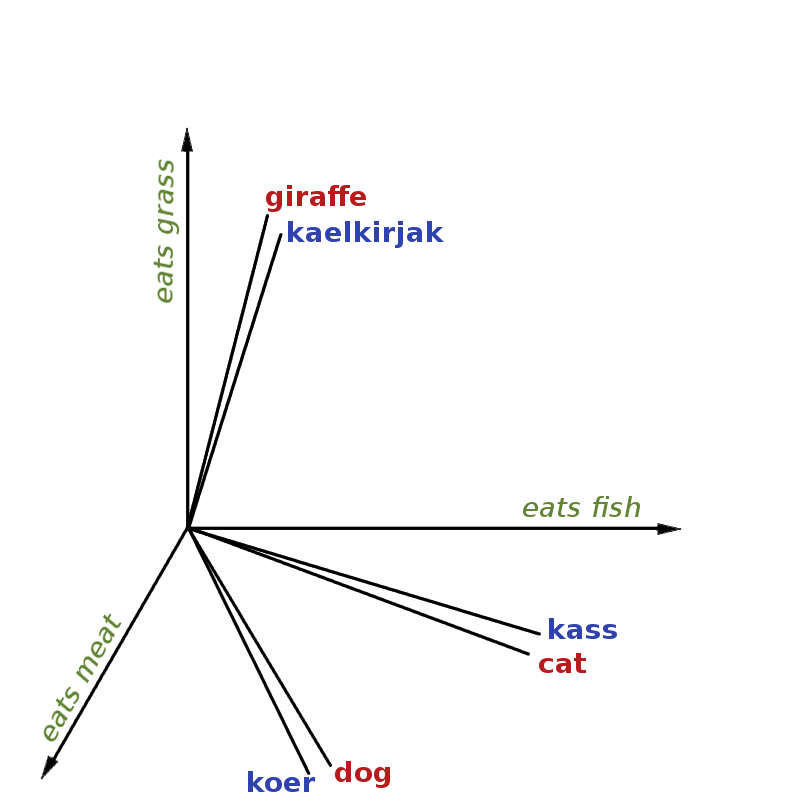 eats grass
giraffe
kaelkirjak
eats fish
kass
cat
eats meat
dog
koer